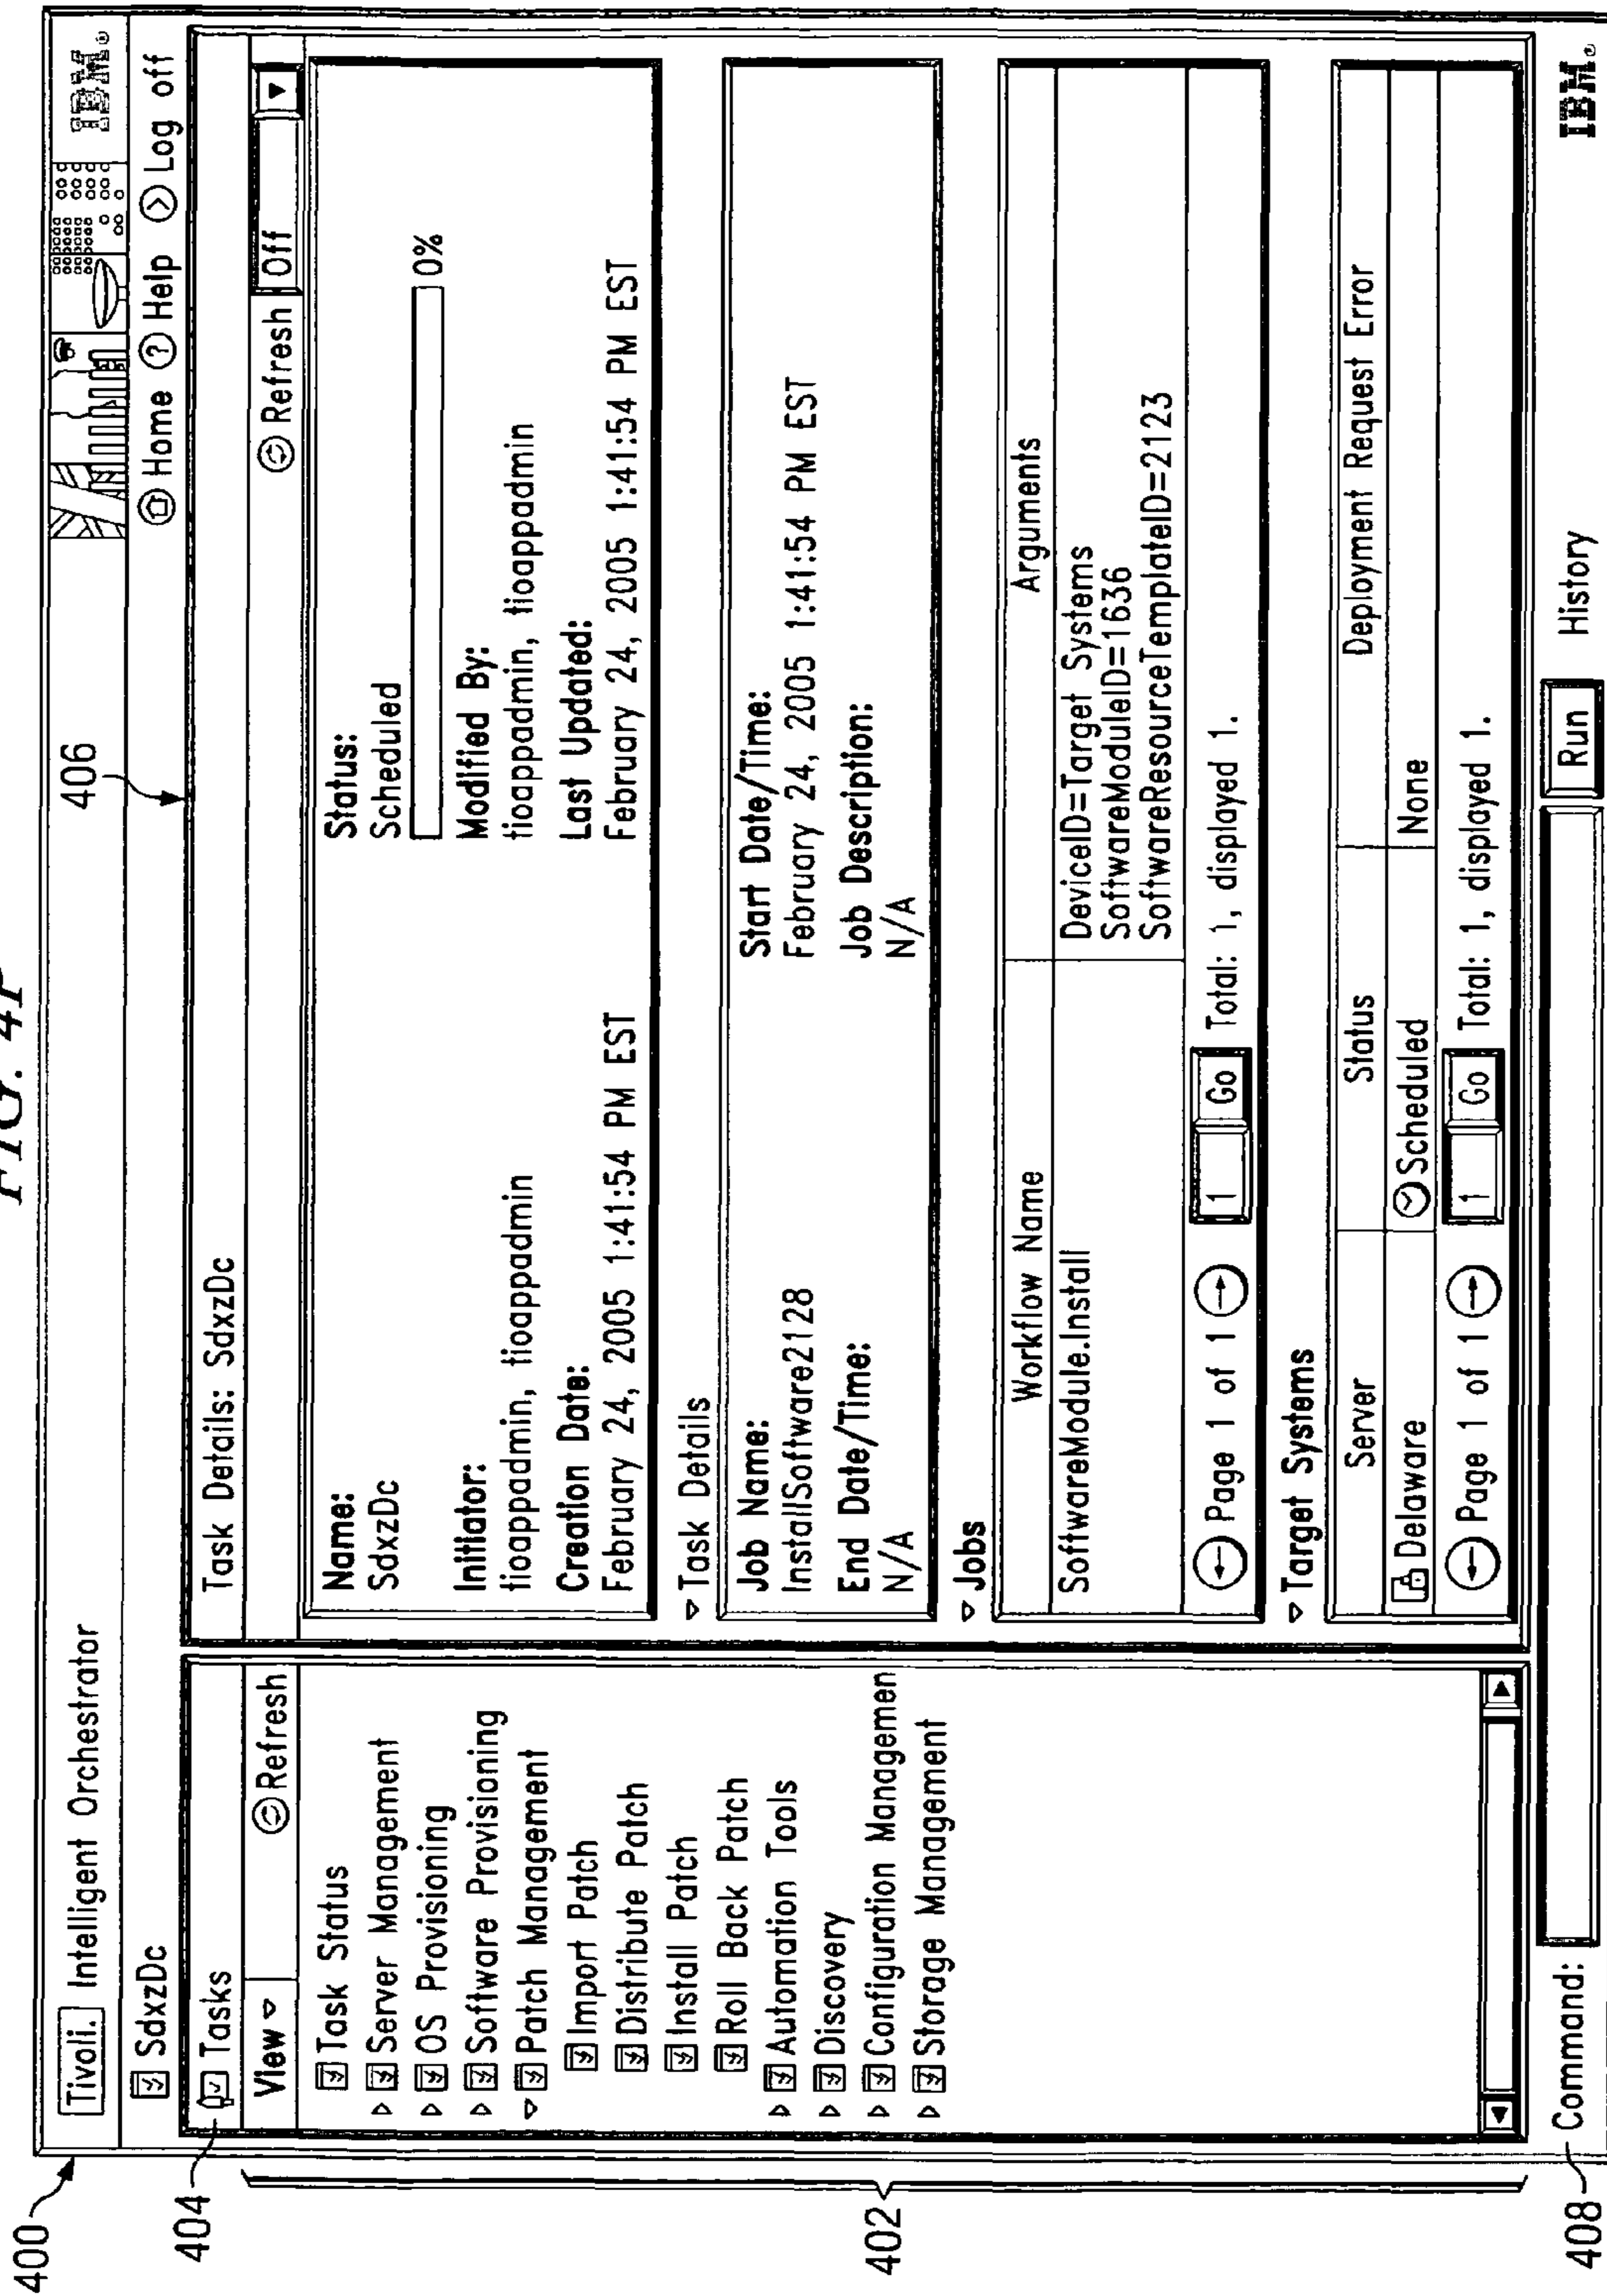 FIG. 4P
400
406
Tivoli. Intelligent Orchestrator
IBM.
SdxzDc
Home ? Help Log off
404
Tasks
View Refresh
402
Task Status
Server Management
OS Provisioning
Software Provisioning
Patch Management
Import Patch
Distribute Patch
Install Patch
Roll Back Patch
Automation Tools
Discovery
Configuration Managemen
Storage Management
Task Details: SdxzDc
Refresh Off
Name:
SdxzDc
Status:
Scheduled
0%
Initiator:
tioappadmin, tioappadmin
Modified By:
tioappadmin, tioappadmin
Creation Date:
February 24, 2005 1:41:54 PM EST
Last Updated:
February 24, 2005 1:41:54 PM EST
Task Details
Job Name:
InstallSoftware2128
Start Date/Time:
February 24, 2005 1:41:54 PM EST
End Date/Time:
N/A
Job Description:
N/A
Jobs
Workflow Name Arguments
SoftwareModule.Install
DeviceID=Target Systems
SoftwareModuleID=1636
SoftwareResourceTemplateID=2123
Page 1 of 1 1 Go Total: 1, displayed 1.
Target Systems
Server Status Deployment Request Error
Delaware Scheduled None
Page 1 of 1 1 Go Total: 1, displayed 1.
408
Command: Run History
IBM.